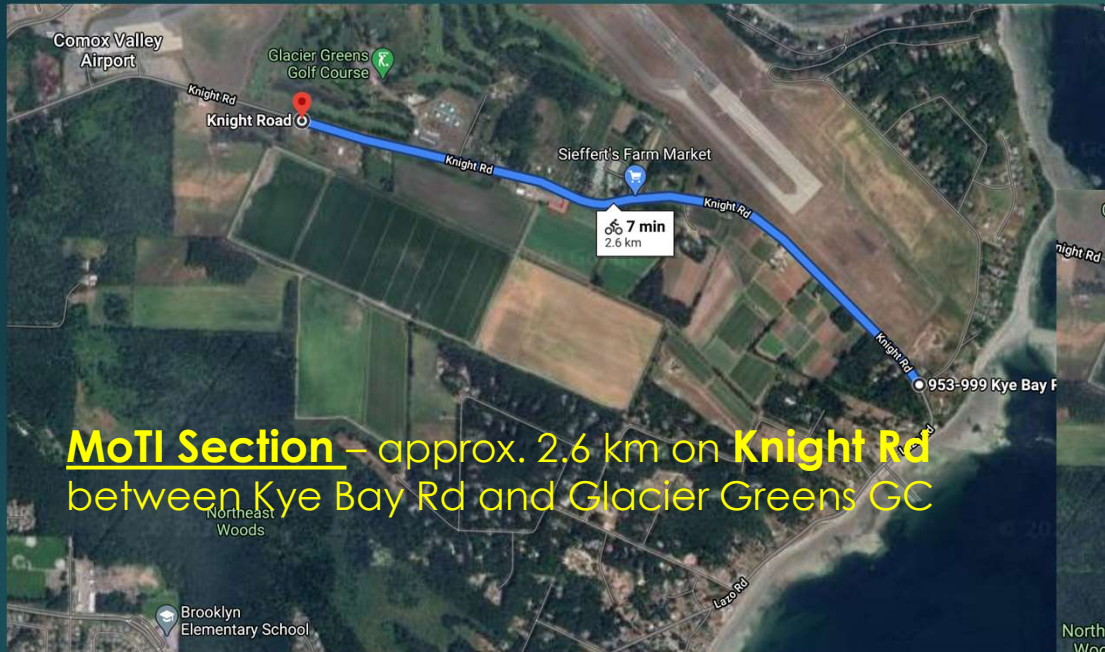 Comox Valley
Airport
Glacier Greens
Golf Course
Knight Rd
Knight Road
Knight Rd
Sieffert's Farm Market
Knight Rd
7 min
2.6 km
night Rd
Knight Rd
953-999 Kye Bay
MoTI Section – approx. 2.6 km on Knight Rd
between Kye Bay Rd and Glacier Greens GC
Northeast
Woods
Lazo Rd
Brooklyn
Elementary School
North